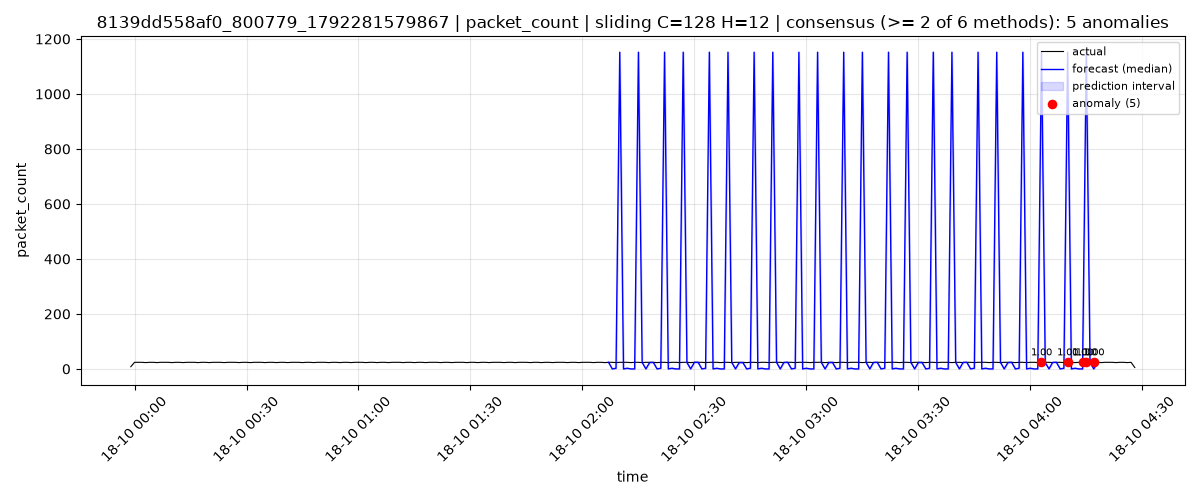 8139dd558af0_800779_1792281579867 | packet_count | sliding C=128 H=12 | consensus (>= 2 of 6 methods): 5 anomalies
1200
1000
800
600
400
200
0
packet_count
actual
forecast (median)
prediction interval
anomaly (5)
1.00
18-10 00:00
18-10 00:30
18-10 01:00
18-10 01:30
18-10 02:00
18-10 02:30
18-10 03:00
18-10 03:30
18-10 04:00
18-10 04:30
time